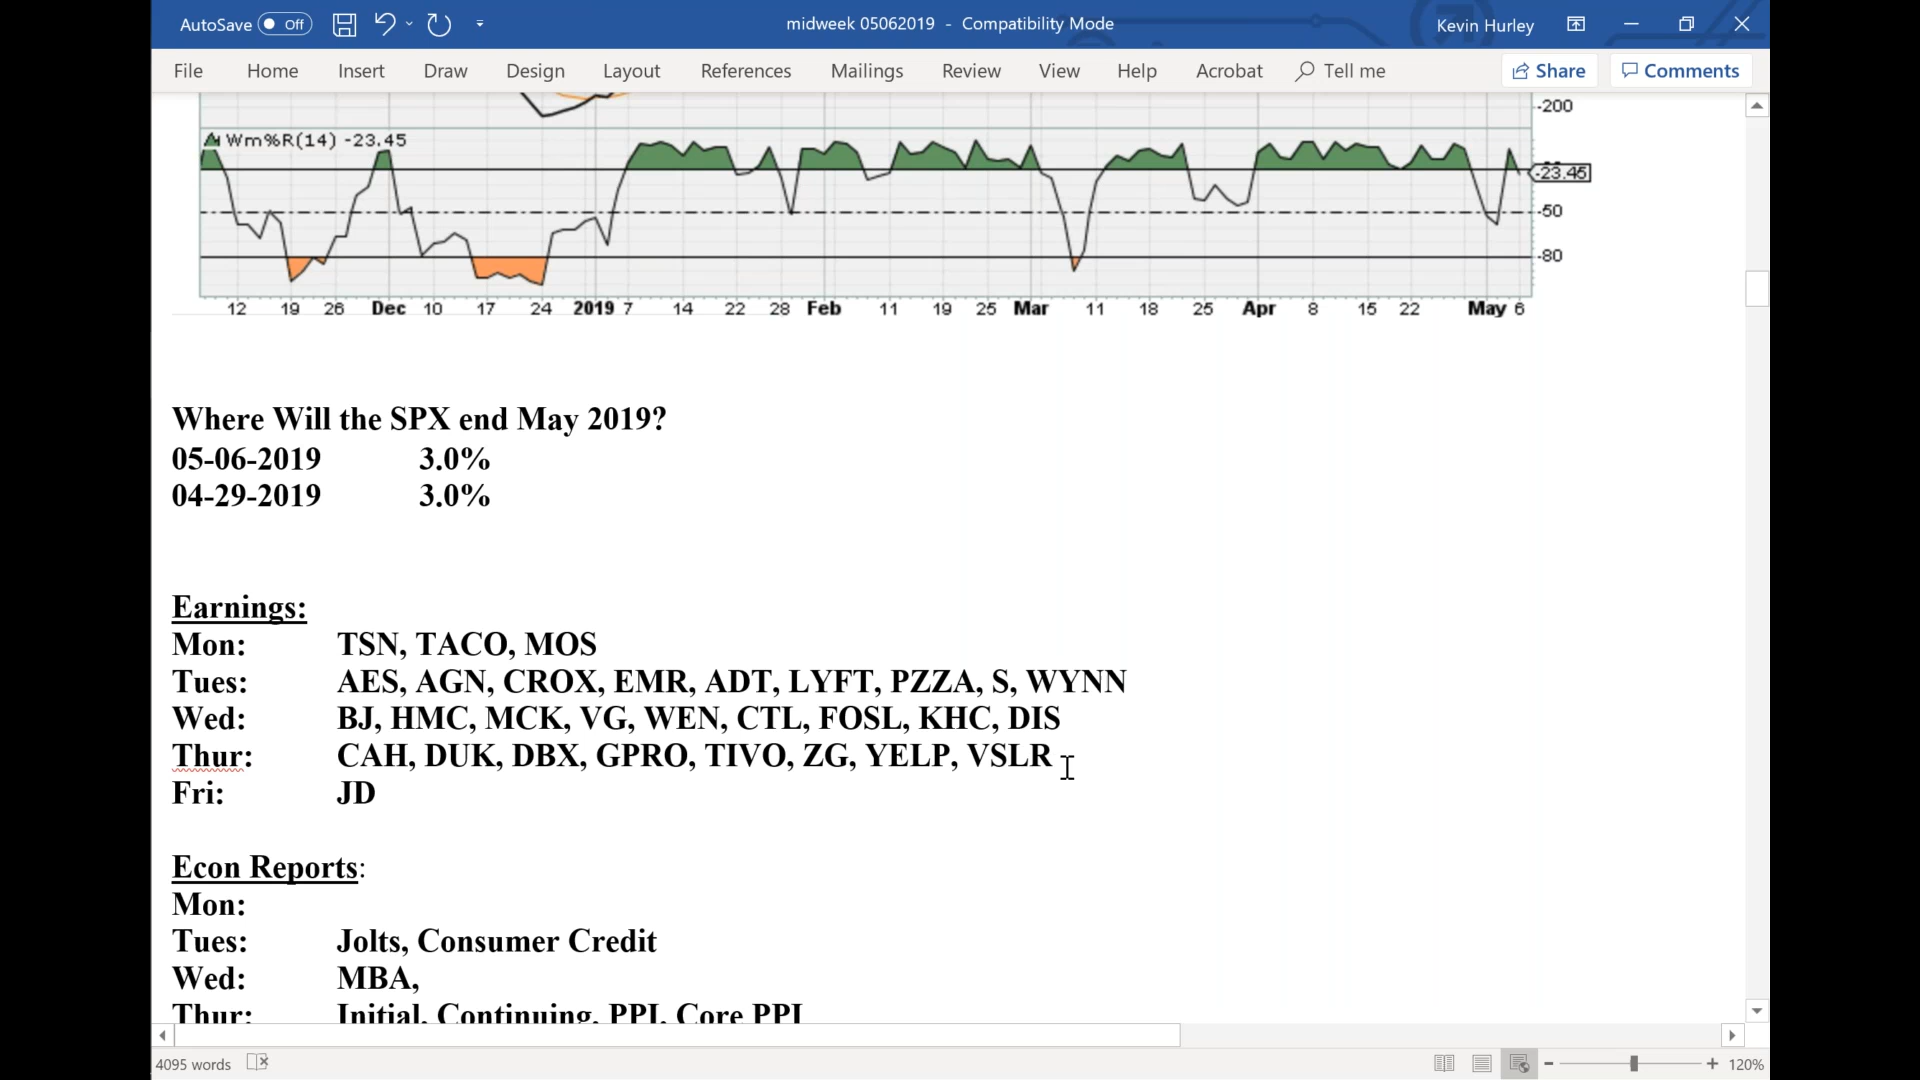 AutoSave Off midweek 05062019 - Compatibility Mode Kevin Hurley
File Home Insert Draw Design Layout References Mailings Review View Help Acrobat Tell me Share Comments
-200
Wm%R(14) -23.45
-23.45
-50
-80
12 19 26 Dec 10 17 24 2019 7 14 22 28 Feb 11 19 25 Mar 11 18 25 Apr 8 15 22 May 6
Where Will the SPX end May 2019?
05-06-2019 3.0%
04-29-2019 3.0%
Earnings:
Mon: TSN, TACO, MOS
Tues: AES, AGN, CROX, EMR, ADT, LYFT, PZZA, S, WYNN
Wed: BJ, HMC, MCK, VG, WEN, CTL, FOSL, KHC, DIS
Thur: CAH, DUK, DBX, GPRO, TIVO, ZG, YELP, VSLR
Fri: JD
Econ Reports:
Mon:
Tues: Jolts, Consumer Credit
Wed: MBA,
Thur: Initial, Continuing, PPI, Core PPI
4095 words 120%